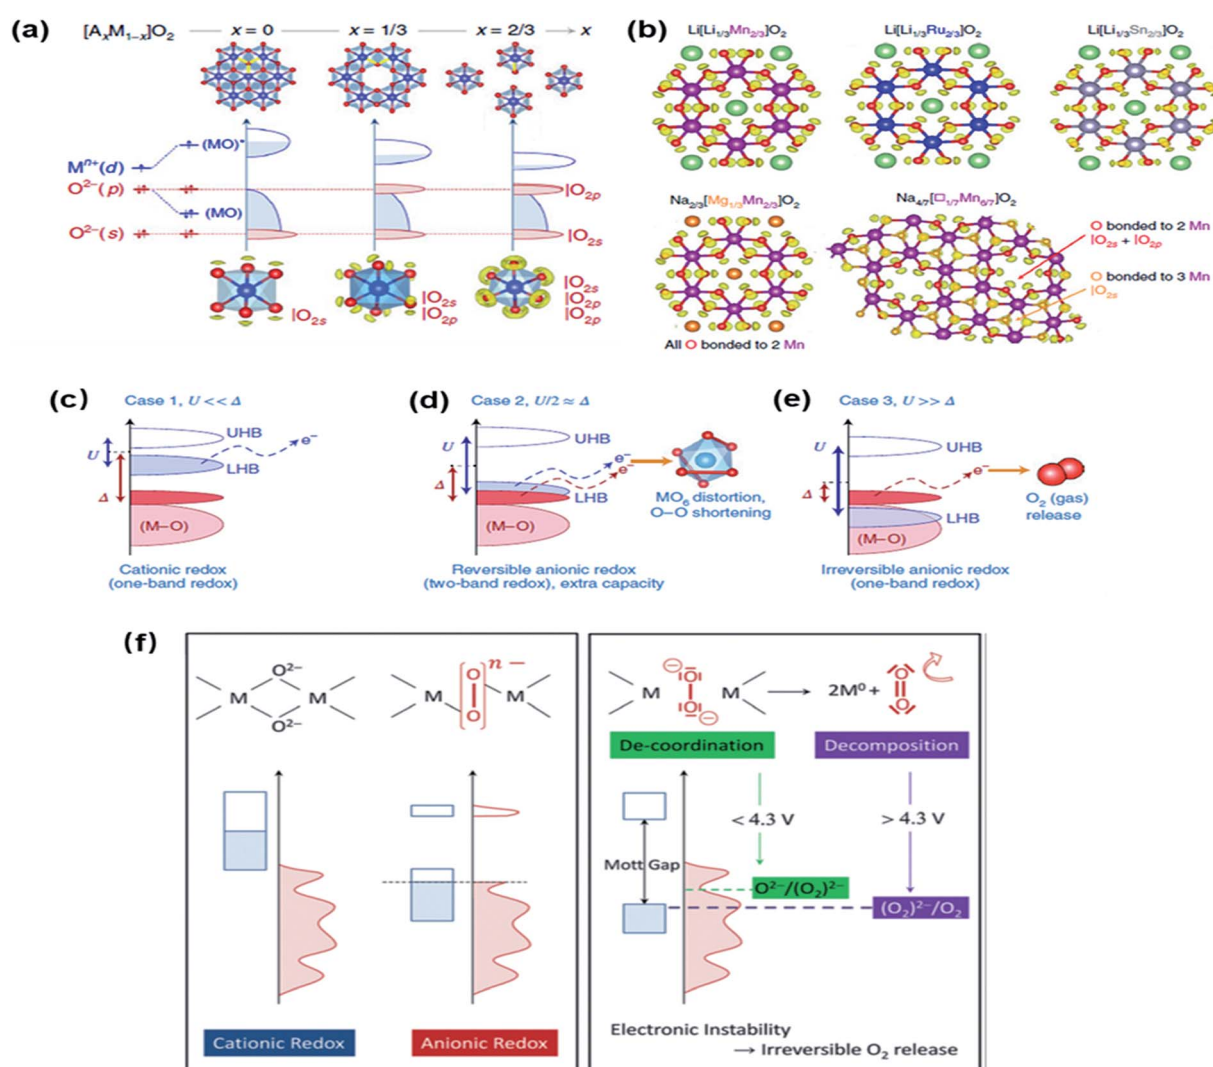 (a)
[AₓM₁₋ₓ]O₂ — x = 0 — x = 1/3 — x = 2/3 → x
(MO)*
Mⁿ⁺(d)
O²⁻(p)
|O₂ₚ
(MO)
O²⁻(s)
|O₂ₛ
|O₂ₛ
|O₂ₛ
|O₂ₚ
|O₂ₛ
|O₂ₚ
|O₂ₚ
(b)
Li[Li₁/₃Mn₂/₃]O₂
Li[Li₁/₃Ru₂/₃]O₂
Li[Li₁/₃Sn₂/₃]O₂
Na₂/₃[Mg₁/₃Mn₂/₃]O₂
Na₄/₇[□₁/₇Mn₆/₇]O₂
O bonded to 2 Mn
|O₂ₛ + |O₂ₚ
O bonded to 3 Mn
|O₂ₛ
All O bonded to 2 Mn
(c)
Case 1, U << Δ
UHB
U
e⁻
LHB
Δ
(M–O)
Cationic redox
(one-band redox)
(d)
Case 2, U/2 ≈ Δ
UHB
U
e⁻
e⁻
Δ
LHB
(M–O)
MO₆ distortion,
O–O shortening
Reversible anionic redox
(two-band redox), extra capacity
(e)
Case 3, U >> Δ
UHB
U
e⁻
Δ
LHB
(M–O)
O₂ (gas)
release
Irreversible anionic redox
(one-band redox)
(f)
O²⁻
M M
O²⁻
n −
O
M M
O
Cationic Redox
Anionic Redox
⊖
|O|
M M
|O|
⊖
2M⁰ +
O
O
De-coordination
Decomposition
< 4.3 V
> 4.3 V
Mott Gap
O²⁻/(O₂)²⁻
(O₂)²⁻/O₂
Electronic Instability
→ Irreversible O₂ release